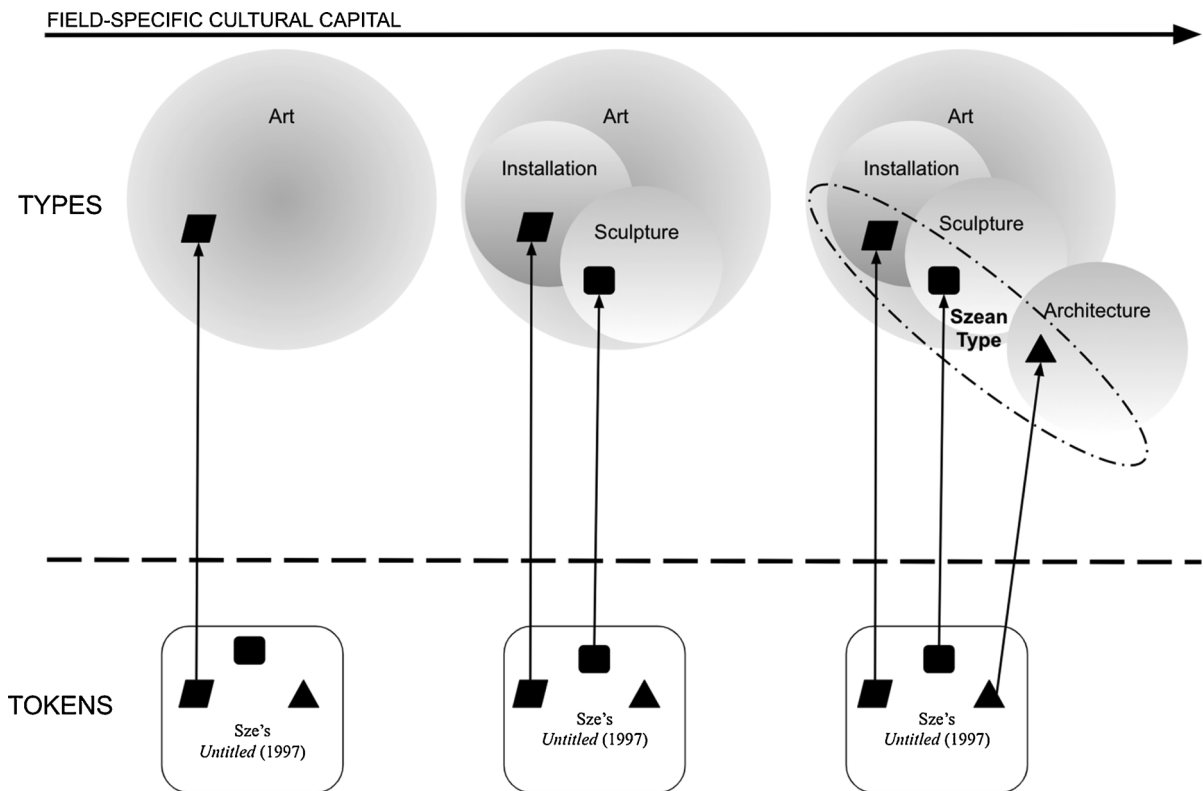 FIELD-SPECIFIC CULTURAL CAPITAL
TYPES
Art
Art
Installation
Sculpture
Art
Installation
Sculpture
Szean
Type
Architecture
TOKENS
Sze's
Untitled (1997)
Sze's
Untitled (1997)
Sze's
Untitled (1997)